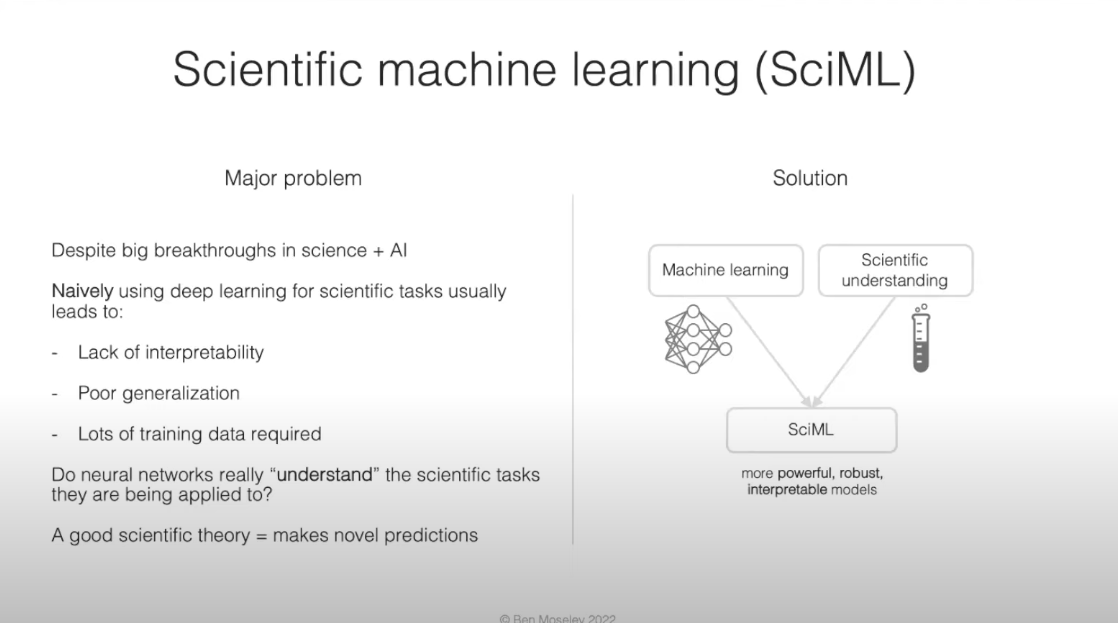 Scientific machine learning (SciML)
Major problem
Despite big breakthroughs in science + AI
Naively using deep learning for scientific tasks usually
leads to:
- Lack of interpretability
- Poor generalization
- Lots of training data required
Do neural networks really “understand” the scientific tasks
they are being applied to?
A good scientific theory = makes novel predictions
Solution
Machine learning
Scientific
understanding
SciML
more powerful, robust,
interpretable models
© Ben Moseley 2022